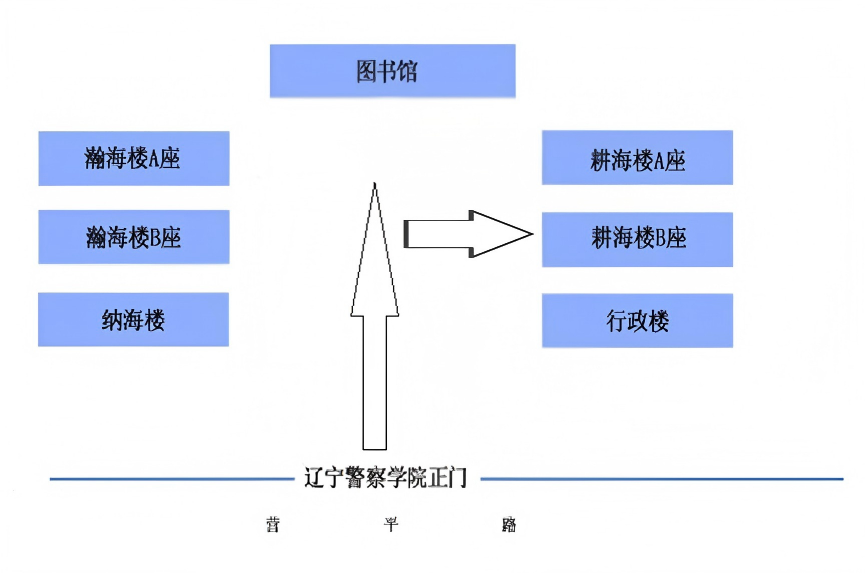 图书馆
瀚海楼A座
耕海楼A座
瀚海楼B座
耕海楼B座
纳海楼
行政楼
辽宁警察学院正门
营 平 路